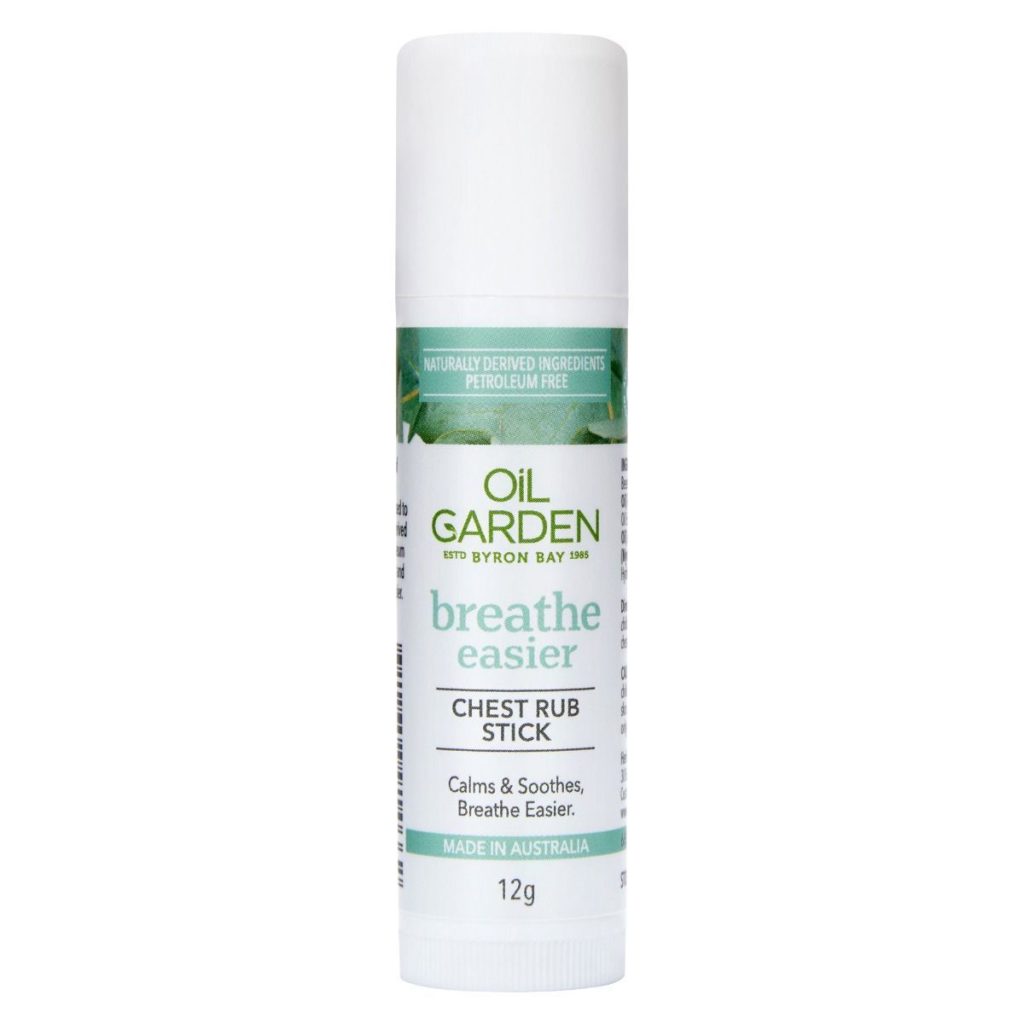 NATURALLY DERIVED INGREDIENTS
PETROLEUM FREE
OiL
GARDEN
ESTD BYRON BAY 1985
breathe
easier
CHEST RUB
STICK
Calms & Soothes,
Breathe Easier.
MADE IN AUSTRALIA
12g